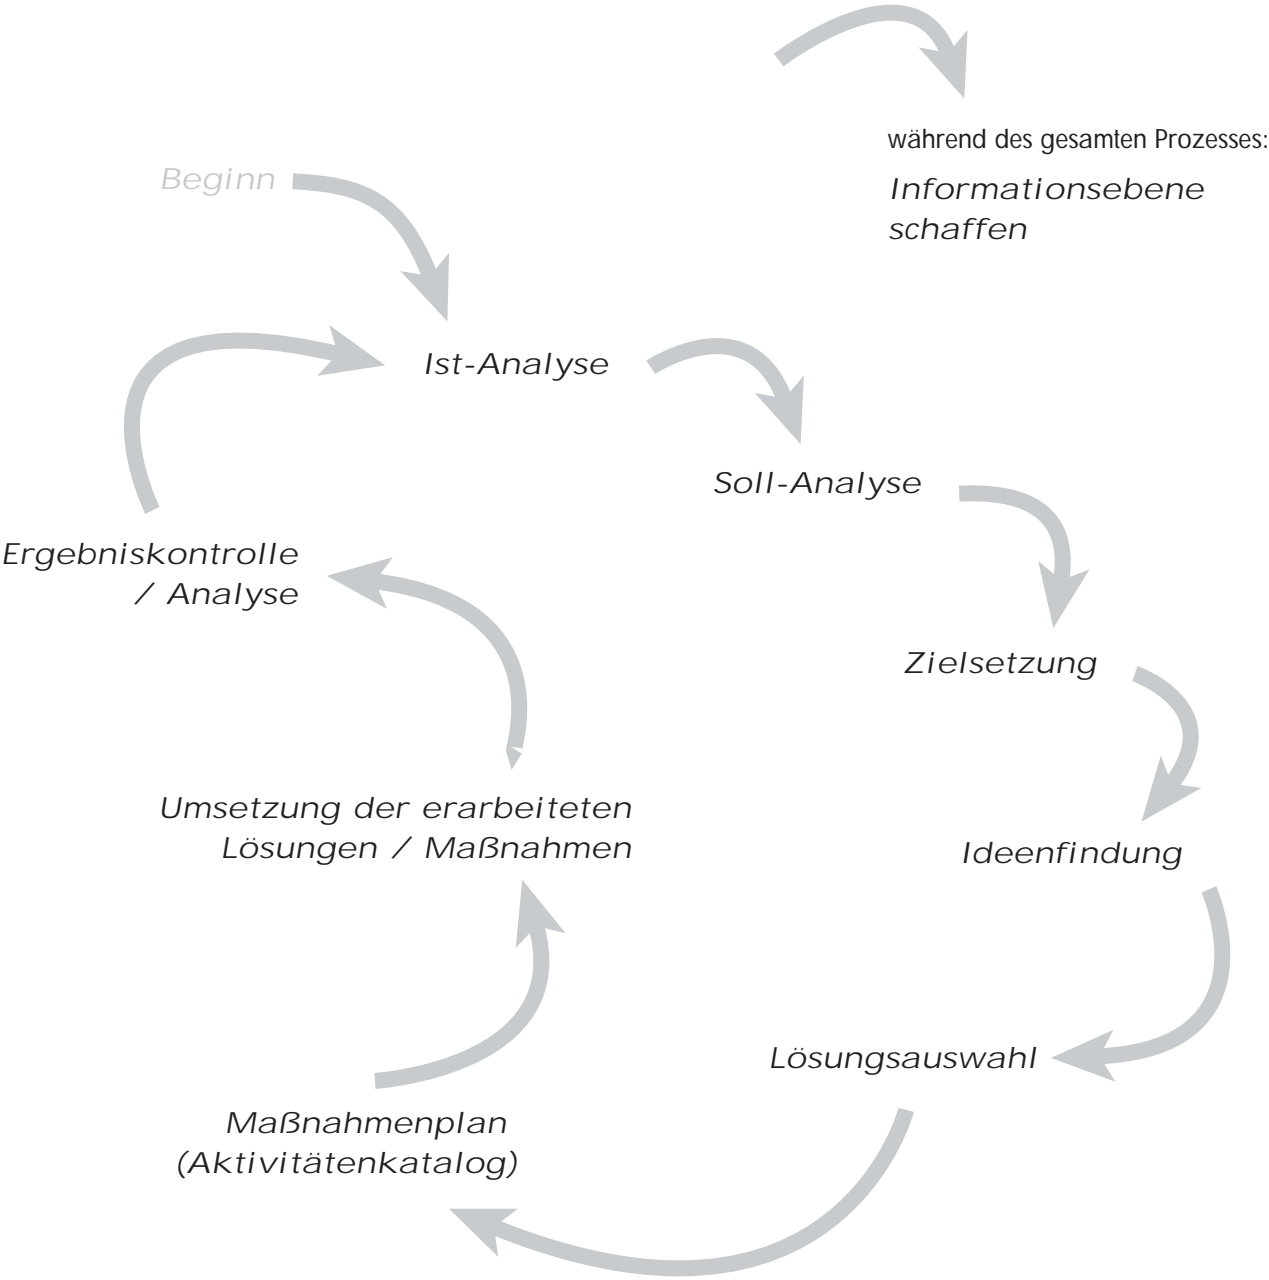 während des gesamten Prozesses:
Informationsebene
schaffen
Beginn
Ist-Analyse
Soll-Analyse
Zielsetzung
Ideenfindung
Lösungsauswahl
Maßnahmenplan
(Aktivitätenkatalog)
Umsetzung der erarbeiteten
Lösungen / Maßnahmen
Ergebniskontrolle
/ Analyse